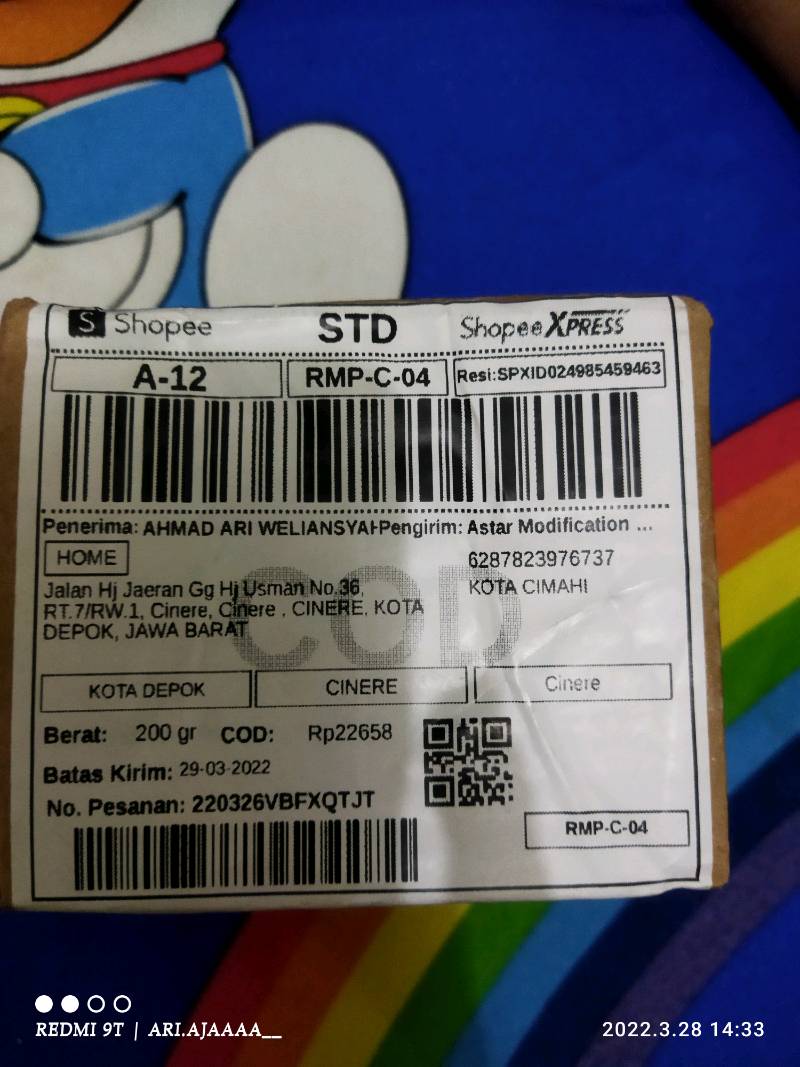 S Shopee STD Shopee XPRESS
A-12 RMP-C-04 Resi:SPXID024985459463
Penerima: AHMAD ARI WELIANSYAH Pengirim: Astar Modification ...
HOME 6287823976737
Jalan Hj Jaeran Gg Hj Usman No.36, KOTA CIMAHI
RT.7/RW.1, Cinere, Cinere , CINERE, KOTA
DEPOK, JAWA BARAT
COD
KOTA DEPOK CINERE Cinere
Berat: 200 gr COD: Rp22658
Batas Kirim: 29-03-2022
No. Pesanan: 220326VBFXQTJT
RMP-C-04
REDMI 9T | ARI.AJAAAA__ 2022.3.28 14:33